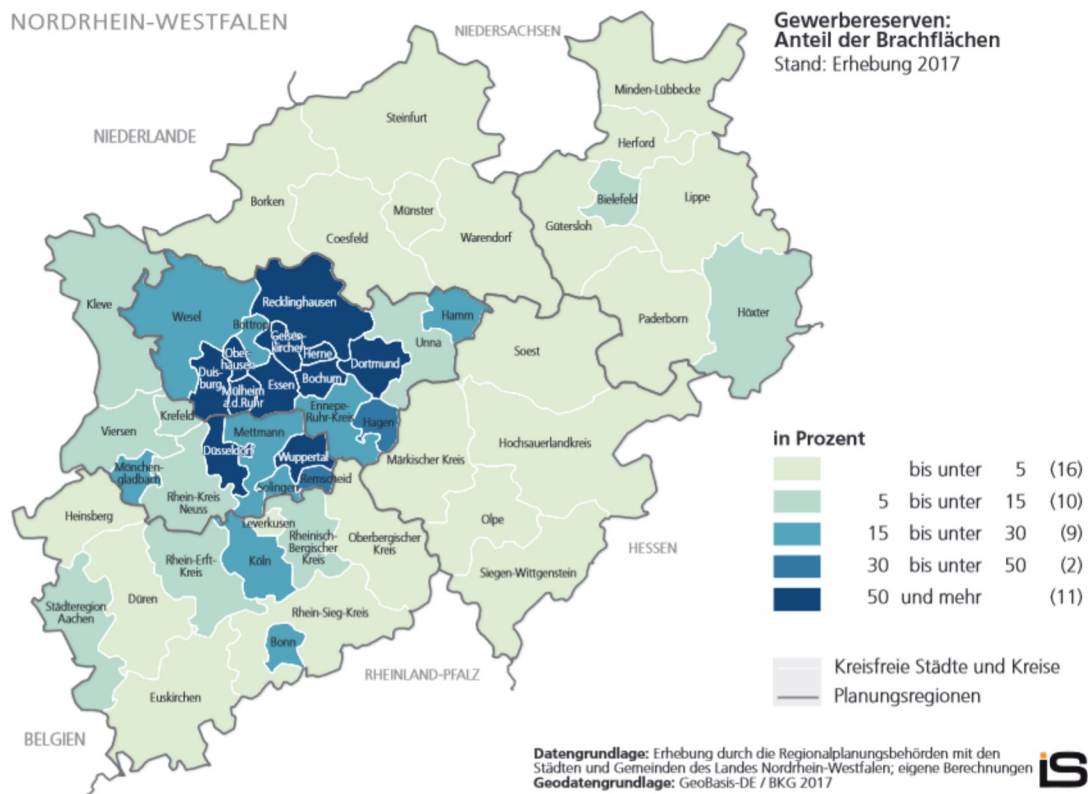 NORDRHEIN-WESTFALEN
Gewerbereserven:
Anteil der Brachflächen
Stand: Erhebung 2017
NIEDERSACHSEN
NIEDERLANDE
Minden-Lübbecke
Steinfurt
Herford
Bielefeld
Lippe
Borken
Münster
Gütersloh
Coesfeld
Warendorf
Kleve
Recklinghausen
Höxter
Wesel
Hamm
Paderborn
Bottrop
Gelsen-
kirchen
Unna
Soest
Ober-
hausen
Herne
Dortmund
Duis-
burg
Essen
Bochum
Mülheim
a.d.Ruhr
Ennepe-
Ruhr-Kreis
Krefeld
Hagen
Viersen
Mettmann
Hochsauerlandkreis
Düsseldorf
Wuppertal
Märkischer Kreis
Mönchen-
gladbach
Solingen
Remscheid
Rhein-Kreis
Neuss
Heinsberg
Leverkusen
Olpe
Rheinisch-
Bergischer
Kreis
Oberbergischer
Kreis
HESSEN
Rhein-Erft-
Kreis
Köln
Siegen-Wittgenstein
Städteregion
Aachen
Düren
Rhein-Sieg-Kreis
Bonn
RHEINLAND-PFALZ
Euskirchen
BELGIEN
in Prozent
bis unter 5 (16)
5 bis unter 15 (10)
15 bis unter 30 (9)
30 bis unter 50 (2)
50 und mehr (11)
Kreisfreie Städte und Kreise
Planungsregionen
Datengrundlage: Erhebung durch die Regionalplanungsbehörden mit den
Städten und Gemeinden des Landes Nordrhein-Westfalen; eigene Berechnungen
Geodatengrundlage: GeoBasis-DE / BKG 2017
iS